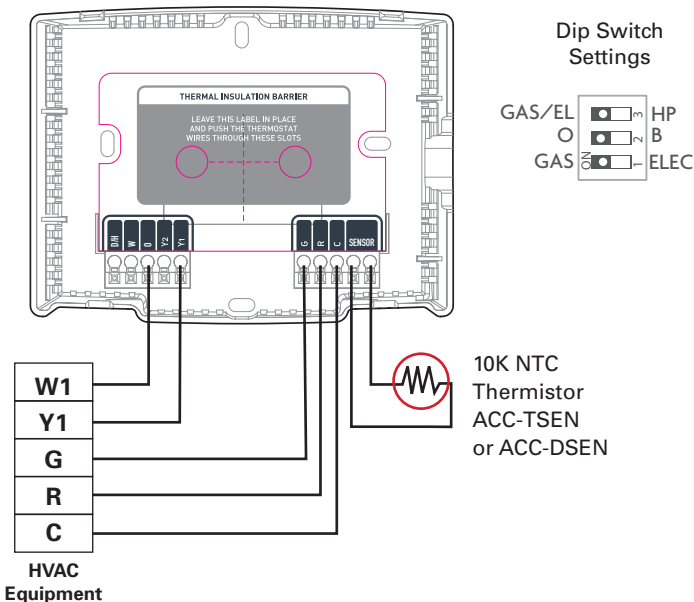 Dip Switch
Settings
THERMAL INSULATION BARRIER
LEAVE THIS LABEL IN PLACE
AND PUSH THE THERMOSTAT
WIRES THROUGH THESE SLOTS
GAS/EL 3 HP
O 2 B
GAS ON 1 ELEC
D/H W O Y2 Y1
G R C SENSOR
10K NTC
Thermistor
ACC-TSEN
or ACC-DSEN
W1
Y1
G
R
C
HVAC
Equipment